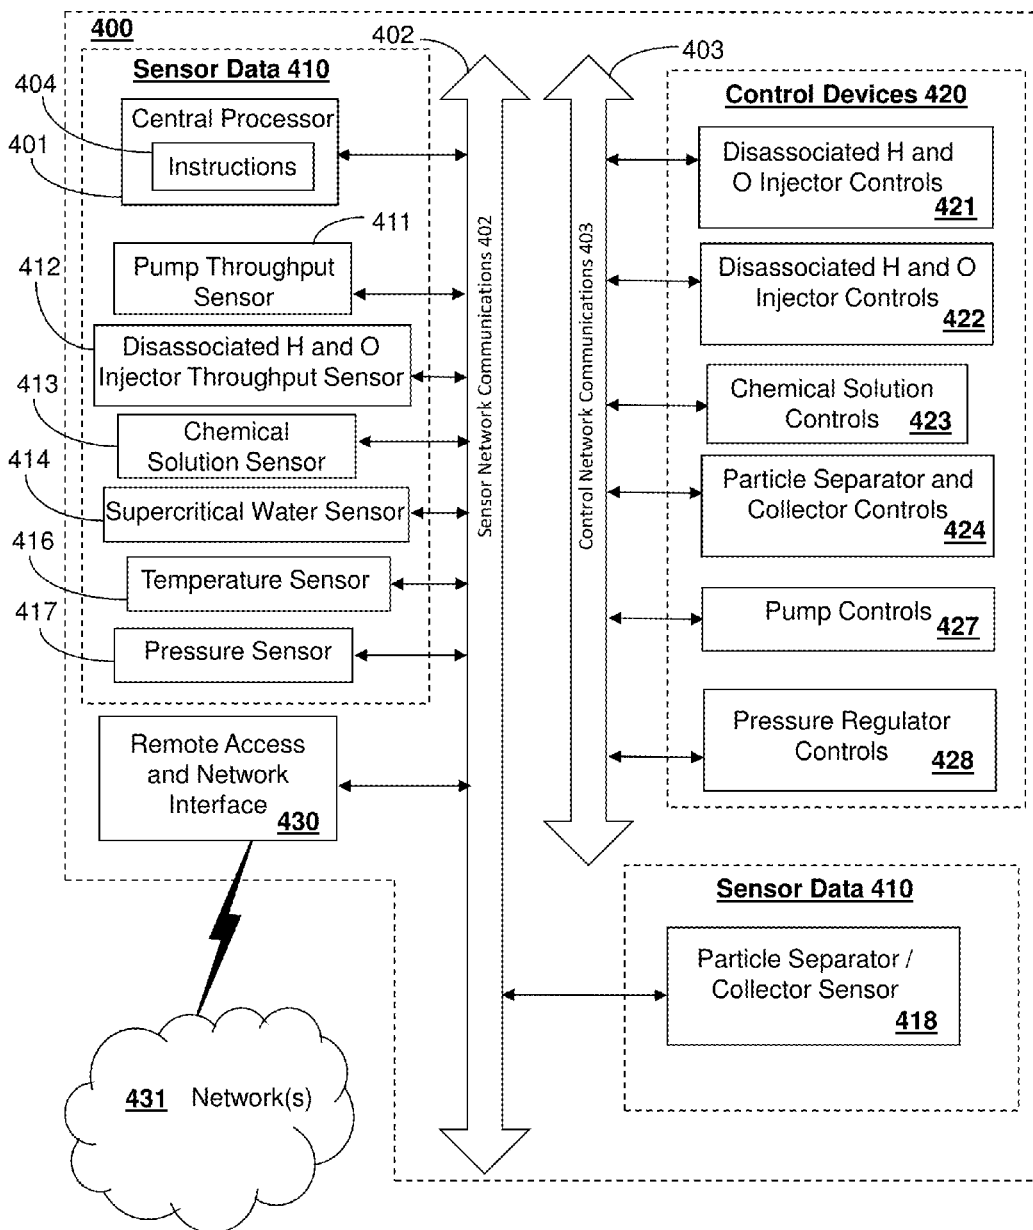 400
402
403
Sensor Data 410
404
Central Processor
401
Instructions
411
412
Pump Throughput
Sensor
Disassociated H and O
Injector Throughput Sensor
413
Chemical
Solution Sensor
414
Supercritical Water Sensor
416
Temperature Sensor
417
Pressure Sensor
Remote Access
and Network
Interface
430
431 Network(s)
Sensor Network Communications 402
Control Network Communications 403
Control Devices 420
Disassociated H and
O Injector Controls
421
Disassociated H and O
Injector Controls
422
Chemical Solution
Controls 423
Particle Separator and
Collector Controls
424
Pump Controls
427
Pressure Regulator
Controls
428
Sensor Data 410
Particle Separator /
Collector Sensor
418